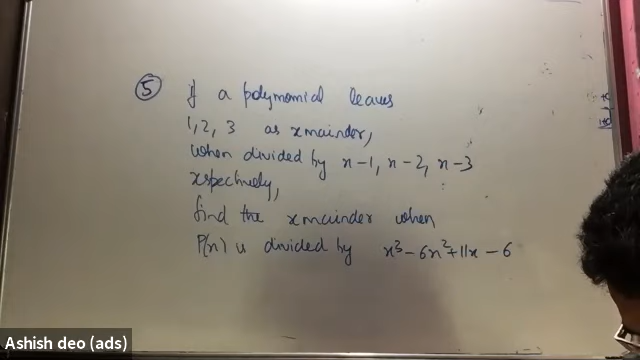 ⑤ If a polynomial leaves
1, 2, 3 as remainder,
when divided by x-1, x-2, x-3
respectively,
find the remainder when
P(x) is divided by x³-6x²+11x-6
Ashish deo (ads)